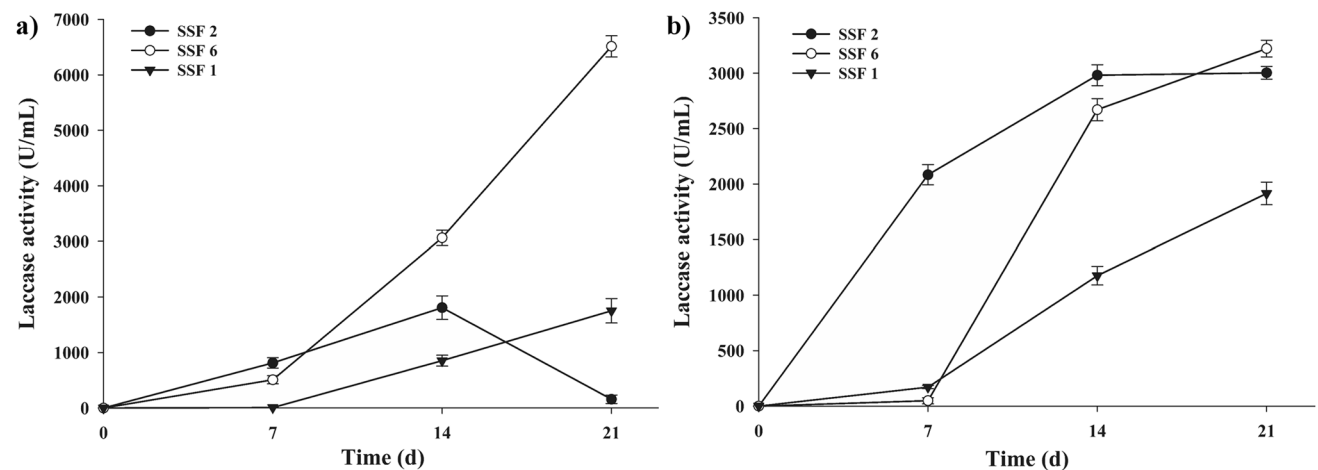 a)
SSF 2
SSF 6
SSF 1
7000
6000
5000
4000
3000
2000
1000
0
Laccase activity (U/mL)
0 7 14 21
Time (d)
b)
SSF 2
SSF 6
SSF 1
3500
3000
2500
2000
1500
1000
500
0
Laccase activity (U/mL)
0 7 14 21
Time (d)